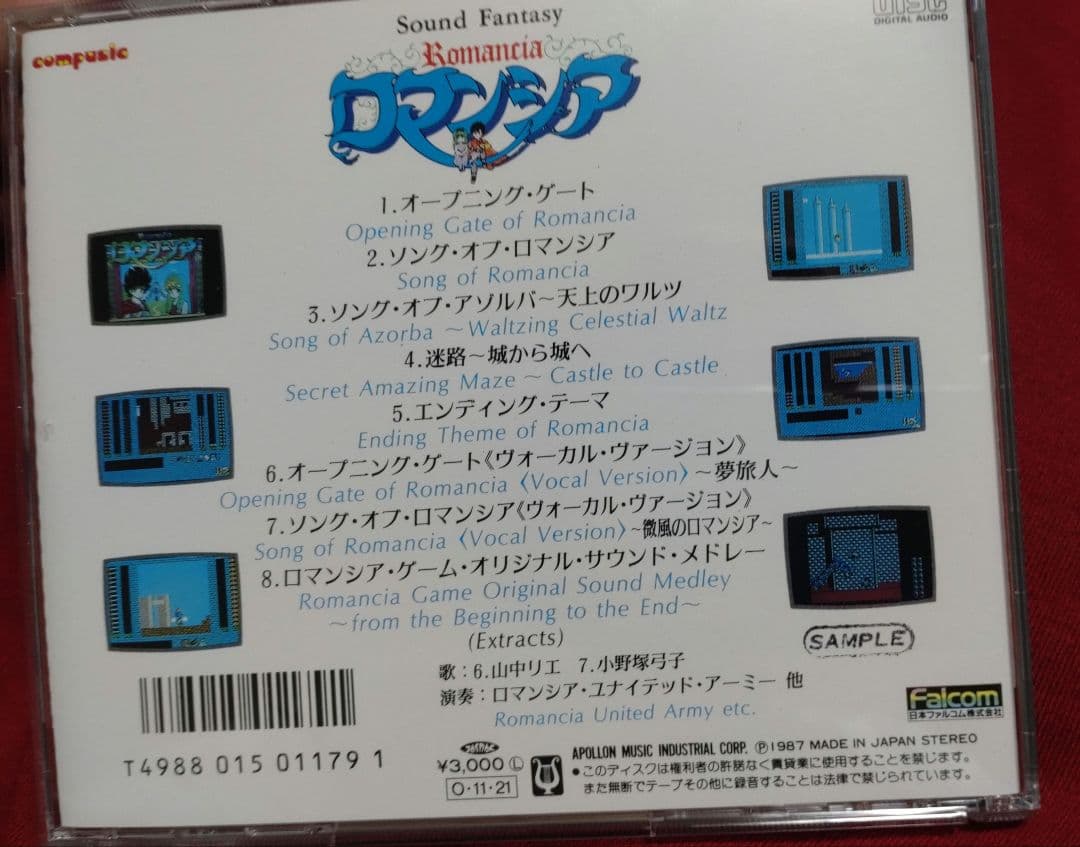 compusic
Sound Fantasy
DISC
DIGITAL AUDIO
Romancia
ロマンシア
1.オープニング・ゲート
Opening Gate of Romancia
2.ソング・オブ・ロマンシア
Song of Romancia
3.ソング・オブ・アゾルバ〜天上のワルツ
Song of Azorba 〜Waltzing Celestial Waltz
4.迷路〜城から城へ
Secret Amazing Maze〜 Castle to Castle
5.エンディング・テーマ
Ending Theme of Romancia
6.オープニング・ゲート《ヴォーカル・ヴァージョン》
Opening Gate of Romancia 〈Vocal Version〉〜夢旅人〜
7.ソング・オブ・ロマンシア《ヴォーカル・ヴァージョン》
Song of Romancia 〈Vocal Version〉〜微風のロマンシア〜
8.ロマンシア・ゲーム・オリジナル・サウンド・メドレー
Romancia Game Original Sound Medley
〜from the Beginning to the End〜
(Extracts)
SAMPLE
歌：6.山中リエ 7.小野塚弓子
演奏：ロマンシア・ユナイテッド・アーミー 他
Romancia United Army etc.
Falcom
日本ファルコム株式会社
T4988 015 01179 1
¥3,000 Ⓛ
O・11・21
APOLLON MUSIC INDUSTRIAL CORP. ℗1987 MADE IN JAPAN STEREO
●このディスクは権利者の許諾なく賃貸業に使用することを禁じます。
また無断でテープその他に録音することは法律で禁じられています。